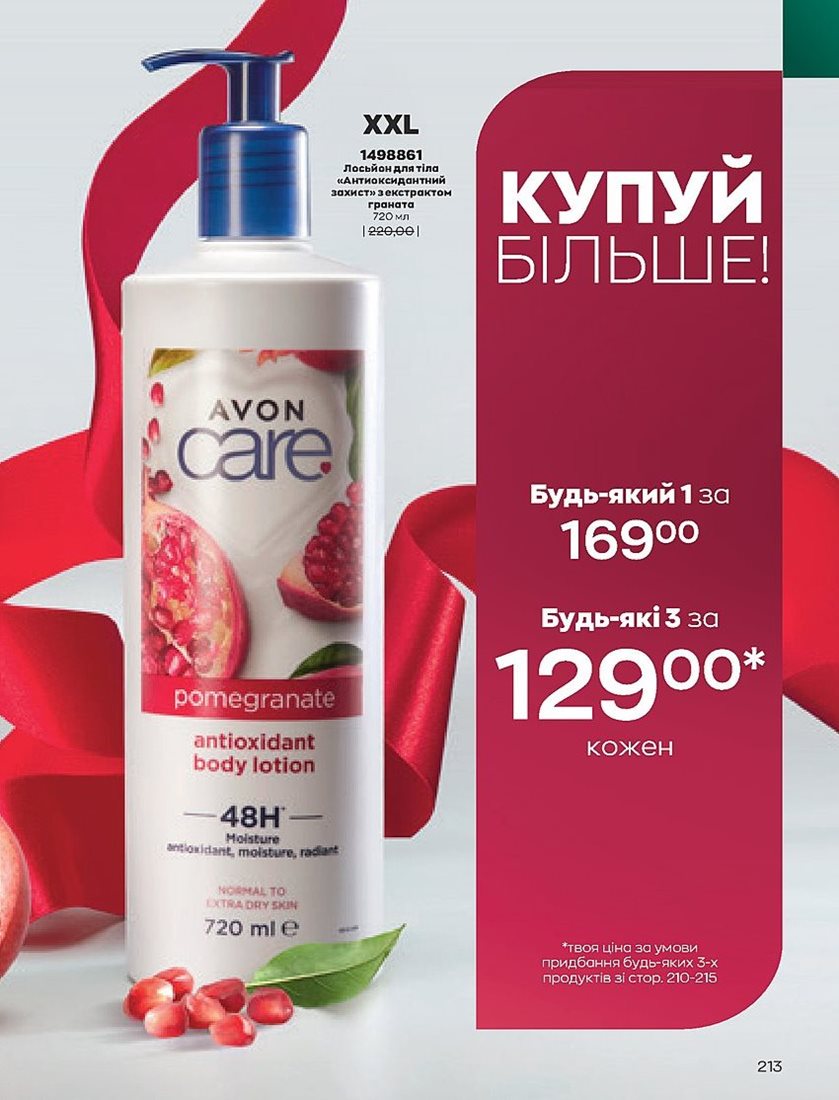 XXL
1498861
Лосьйон для тіла
«Антиоксидантний
захист» з екстрактом
граната
720 мл
| 220,00 |
КУПУЙ
БІЛЬШЕ!
Будь-який 1 за
16900
Будь-які 3 за
12900*
кожен
*твоя ціна за умови
придбання будь-яких 3-х
продуктів зі стор. 210-215
AVON
care
pomegranate
antioxidant
body lotion
48H*
Moisture
antioxidant, moisture, radiant
NORMAL TO
EXTRA DRY SKIN
720 ml e
213